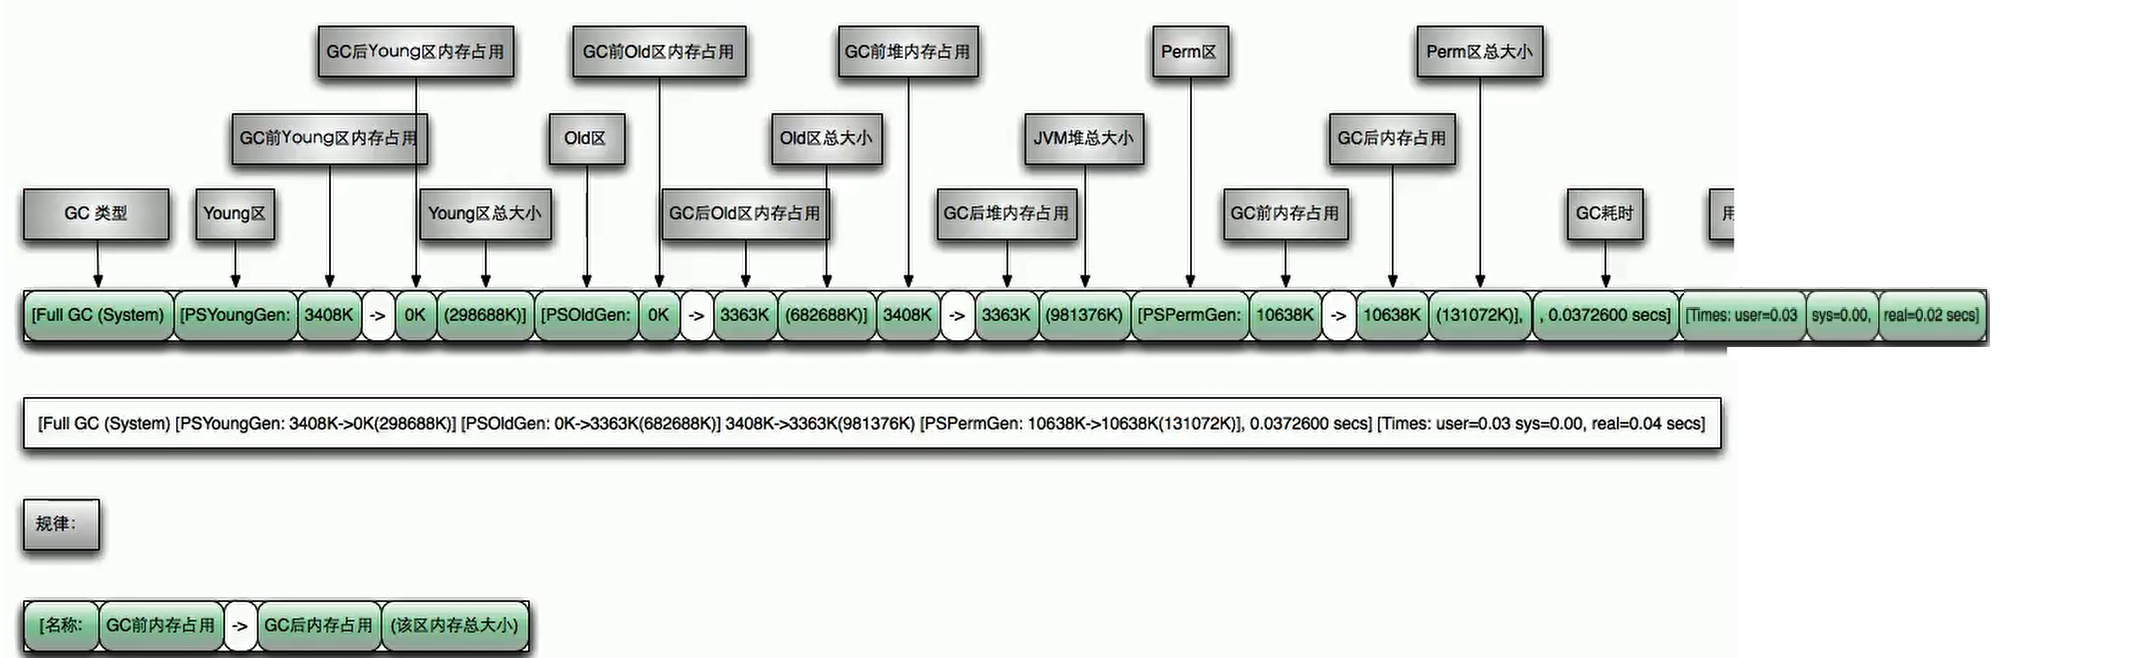 GC后Young区内存占用 GC前Old区内存占用 GC前堆内存占用 Perm区 Perm区总大小
GC前Young区内存占用 Old区 Old区总大小 JVM堆总大小 GC后内存占用
GC 类型 Young区 Young区总大小 GC后Old区内存占用 GC后堆内存占用 GC前内存占用 GC耗时 用
[Full GC (System) [PSYoungGen: 3408K -> 0K (298688K)] [PSOldGen: 0K -> 3363K (682688K)] 3408K -> 3363K (981376K) [PSPermGen: 10638K -> 10638K (131072K)], , 0.0372600 secs] [Times: user=0.03 sys=0.00, real=0.02 secs]
[Full GC (System) [PSYoungGen: 3408K->0K(298688K)] [PSOldGen: 0K->3363K(682688K)] 3408K->3363K(981376K) [PSPermGen: 10638K->10638K(131072K)], 0.0372600 secs] [Times: user=0.03 sys=0.00, real=0.04 secs]
规律:
[名称: GC前内存占用 -> GC后内存占用 (该区内存总大小)